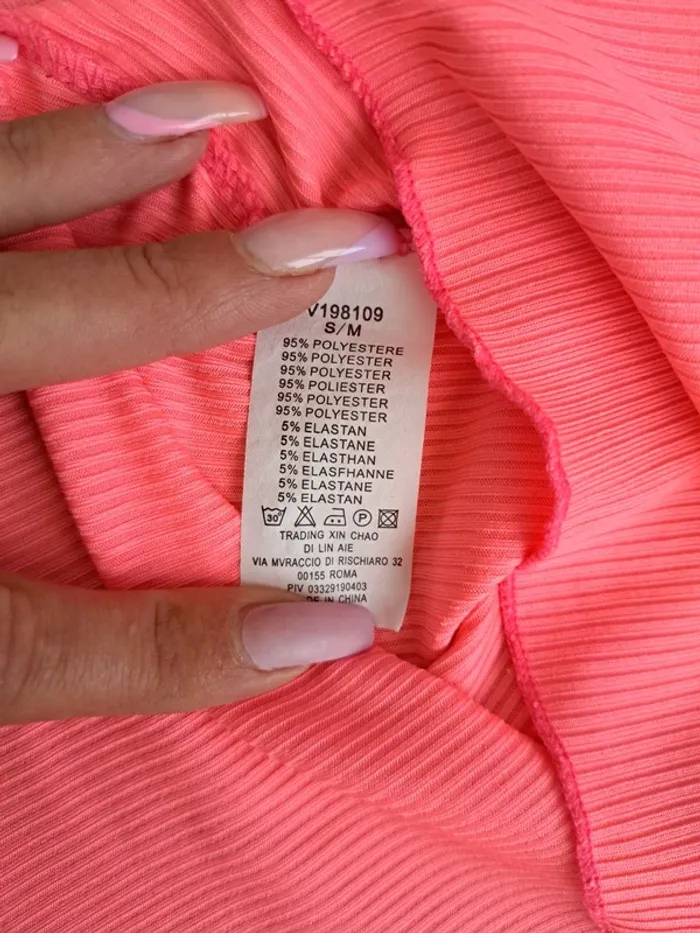 V198109
S/M
95% POLYESTERE
95% POLYESTER
95% POLYESTER
95% POLIESTER
95% POLYESTER
95% POLYESTER
5% ELASTAN
5% ELASTANE
5% ELASTHAN
5% ELASFHANNE
5% ELASTANE
5% ELASTAN
30° P
TRADING XIN CHAO
DI LIN AIE
VIA MVRACCIO DI RISCHIARO 32
00155 ROMA
PIV 03329190403
IN CHINA